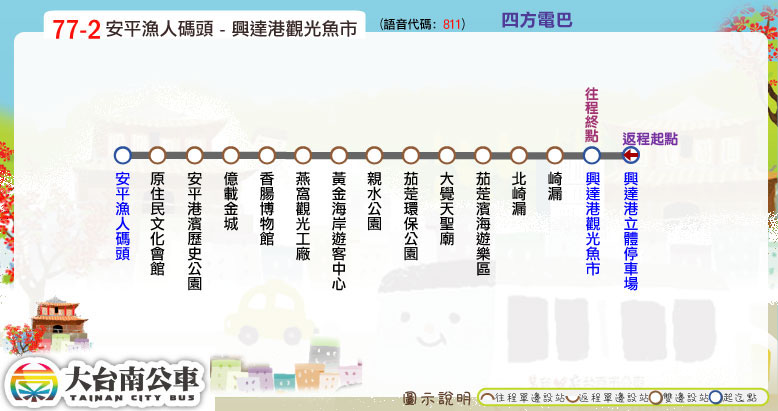 77-2 安平漁人碼頭 - 興達港觀光魚市
(語音代碼: 811)
四方電巴
往程終點
返程起點
安平漁人碼頭
原住民文化會館
安平港濱歷史公園
億載金城
香腸博物館
燕窩觀光工廠
黃金海岸遊客中心
親水公園
茄萣環保公園
大覺天聖廟
茄萣濱海遊樂區
北崎漏
崎漏
興達港觀光魚市
興達港立體停車場
大台南公車
TAINAN CITY BUS
圖示說明 往程單邊設站 返程單邊設站 雙邊設站 起迄點